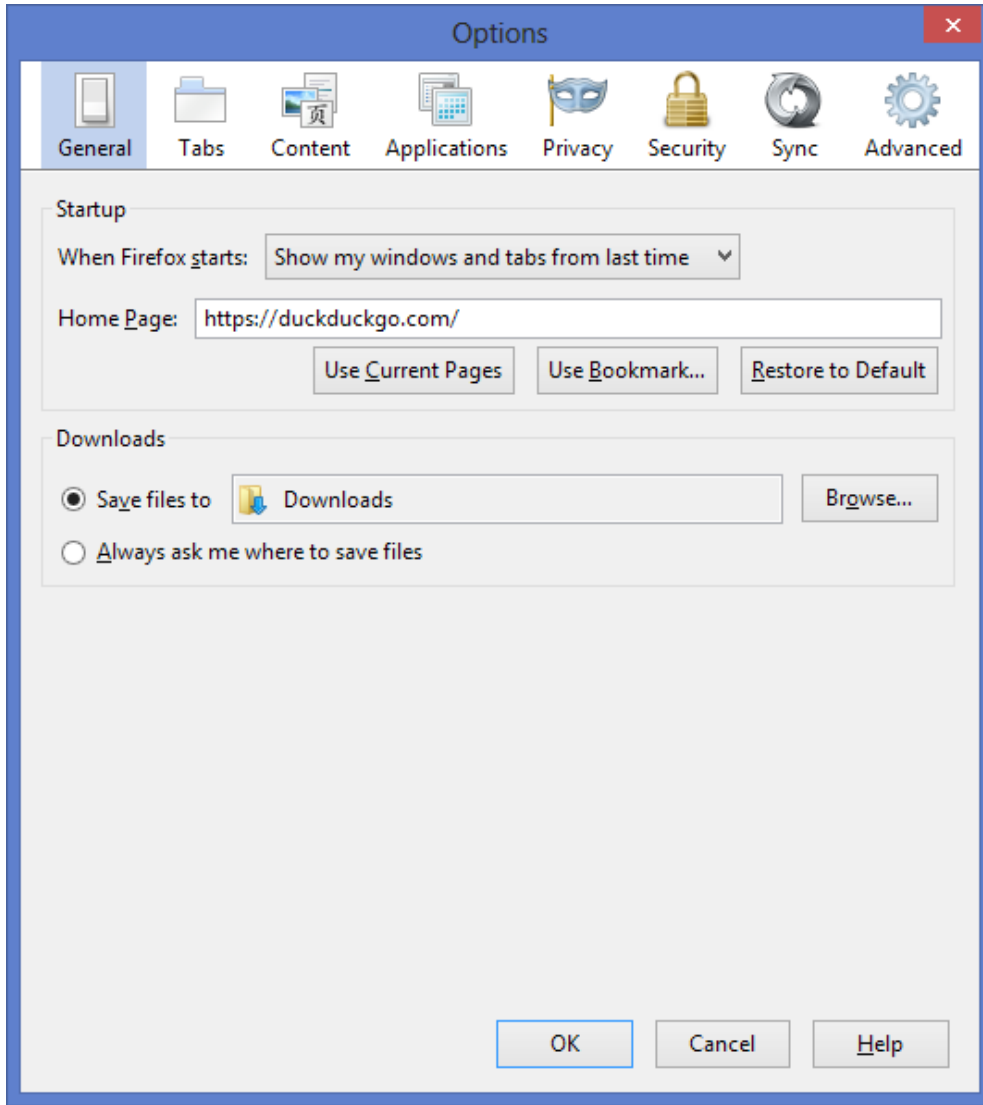 Options
General Tabs Content Applications Privacy Security Sync Advanced
页
Startup
When Firefox starts: Show my windows and tabs from last time
Home Page: https://duckduckgo.com/
Use Current Pages Use Bookmark... Restore to Default
Downloads
Save files to Downloads Browse...
Always ask me where to save files
OK Cancel Help